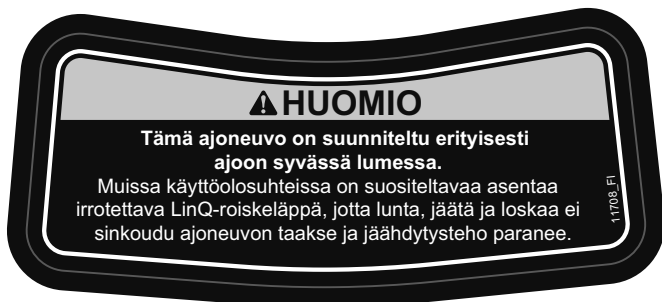 HUOMIO
Tämä ajoneuvo on suunniteltu erityisesti
ajoon syvässä lumessa.
Muissa käyttöolosuhteissa on suositeltavaa asentaa
irrotettava LinQ-roiskeläppä, jotta lunta, jäätä ja loskaa ei
sinkoudu ajoneuvon taakse ja jäähdytysteho paranee.
11708_FI